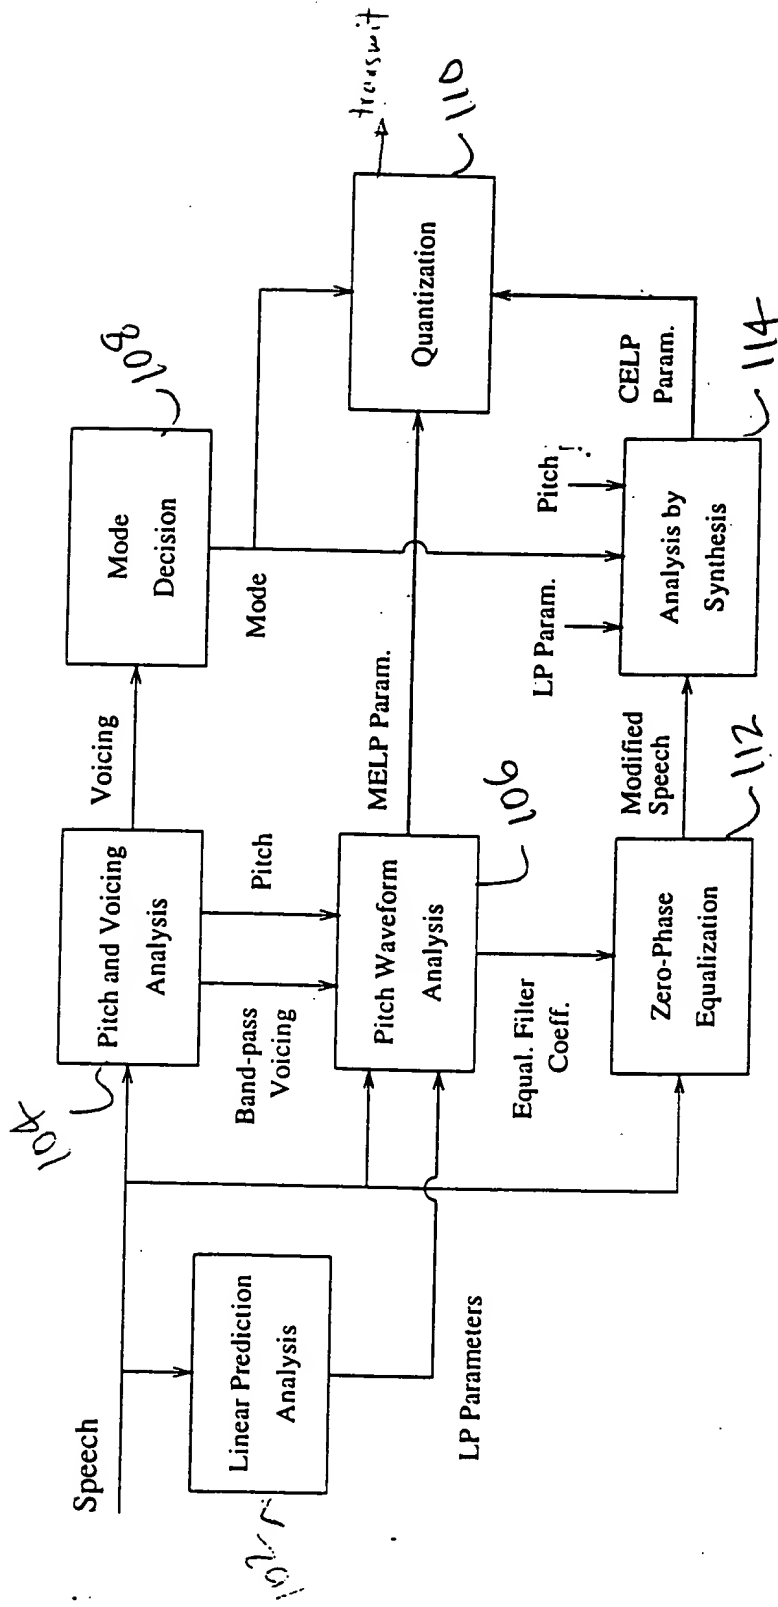 Speech
102
Linear Prediction
Analysis
LP Parameters
104
Pitch and Voicing
Analysis
Voicing
Band-pass
Voicing
Pitch
Pitch Waveform
Analysis
106
MELP Param.
Equal. Filter
Coeff.
Zero-Phase
Equalization
112
Modified
Speech
Mode
Decision
108
Mode
LP Param.
Pitch
Analysis by
Synthesis
114
CELP
Param.
Quantization
110
transmit